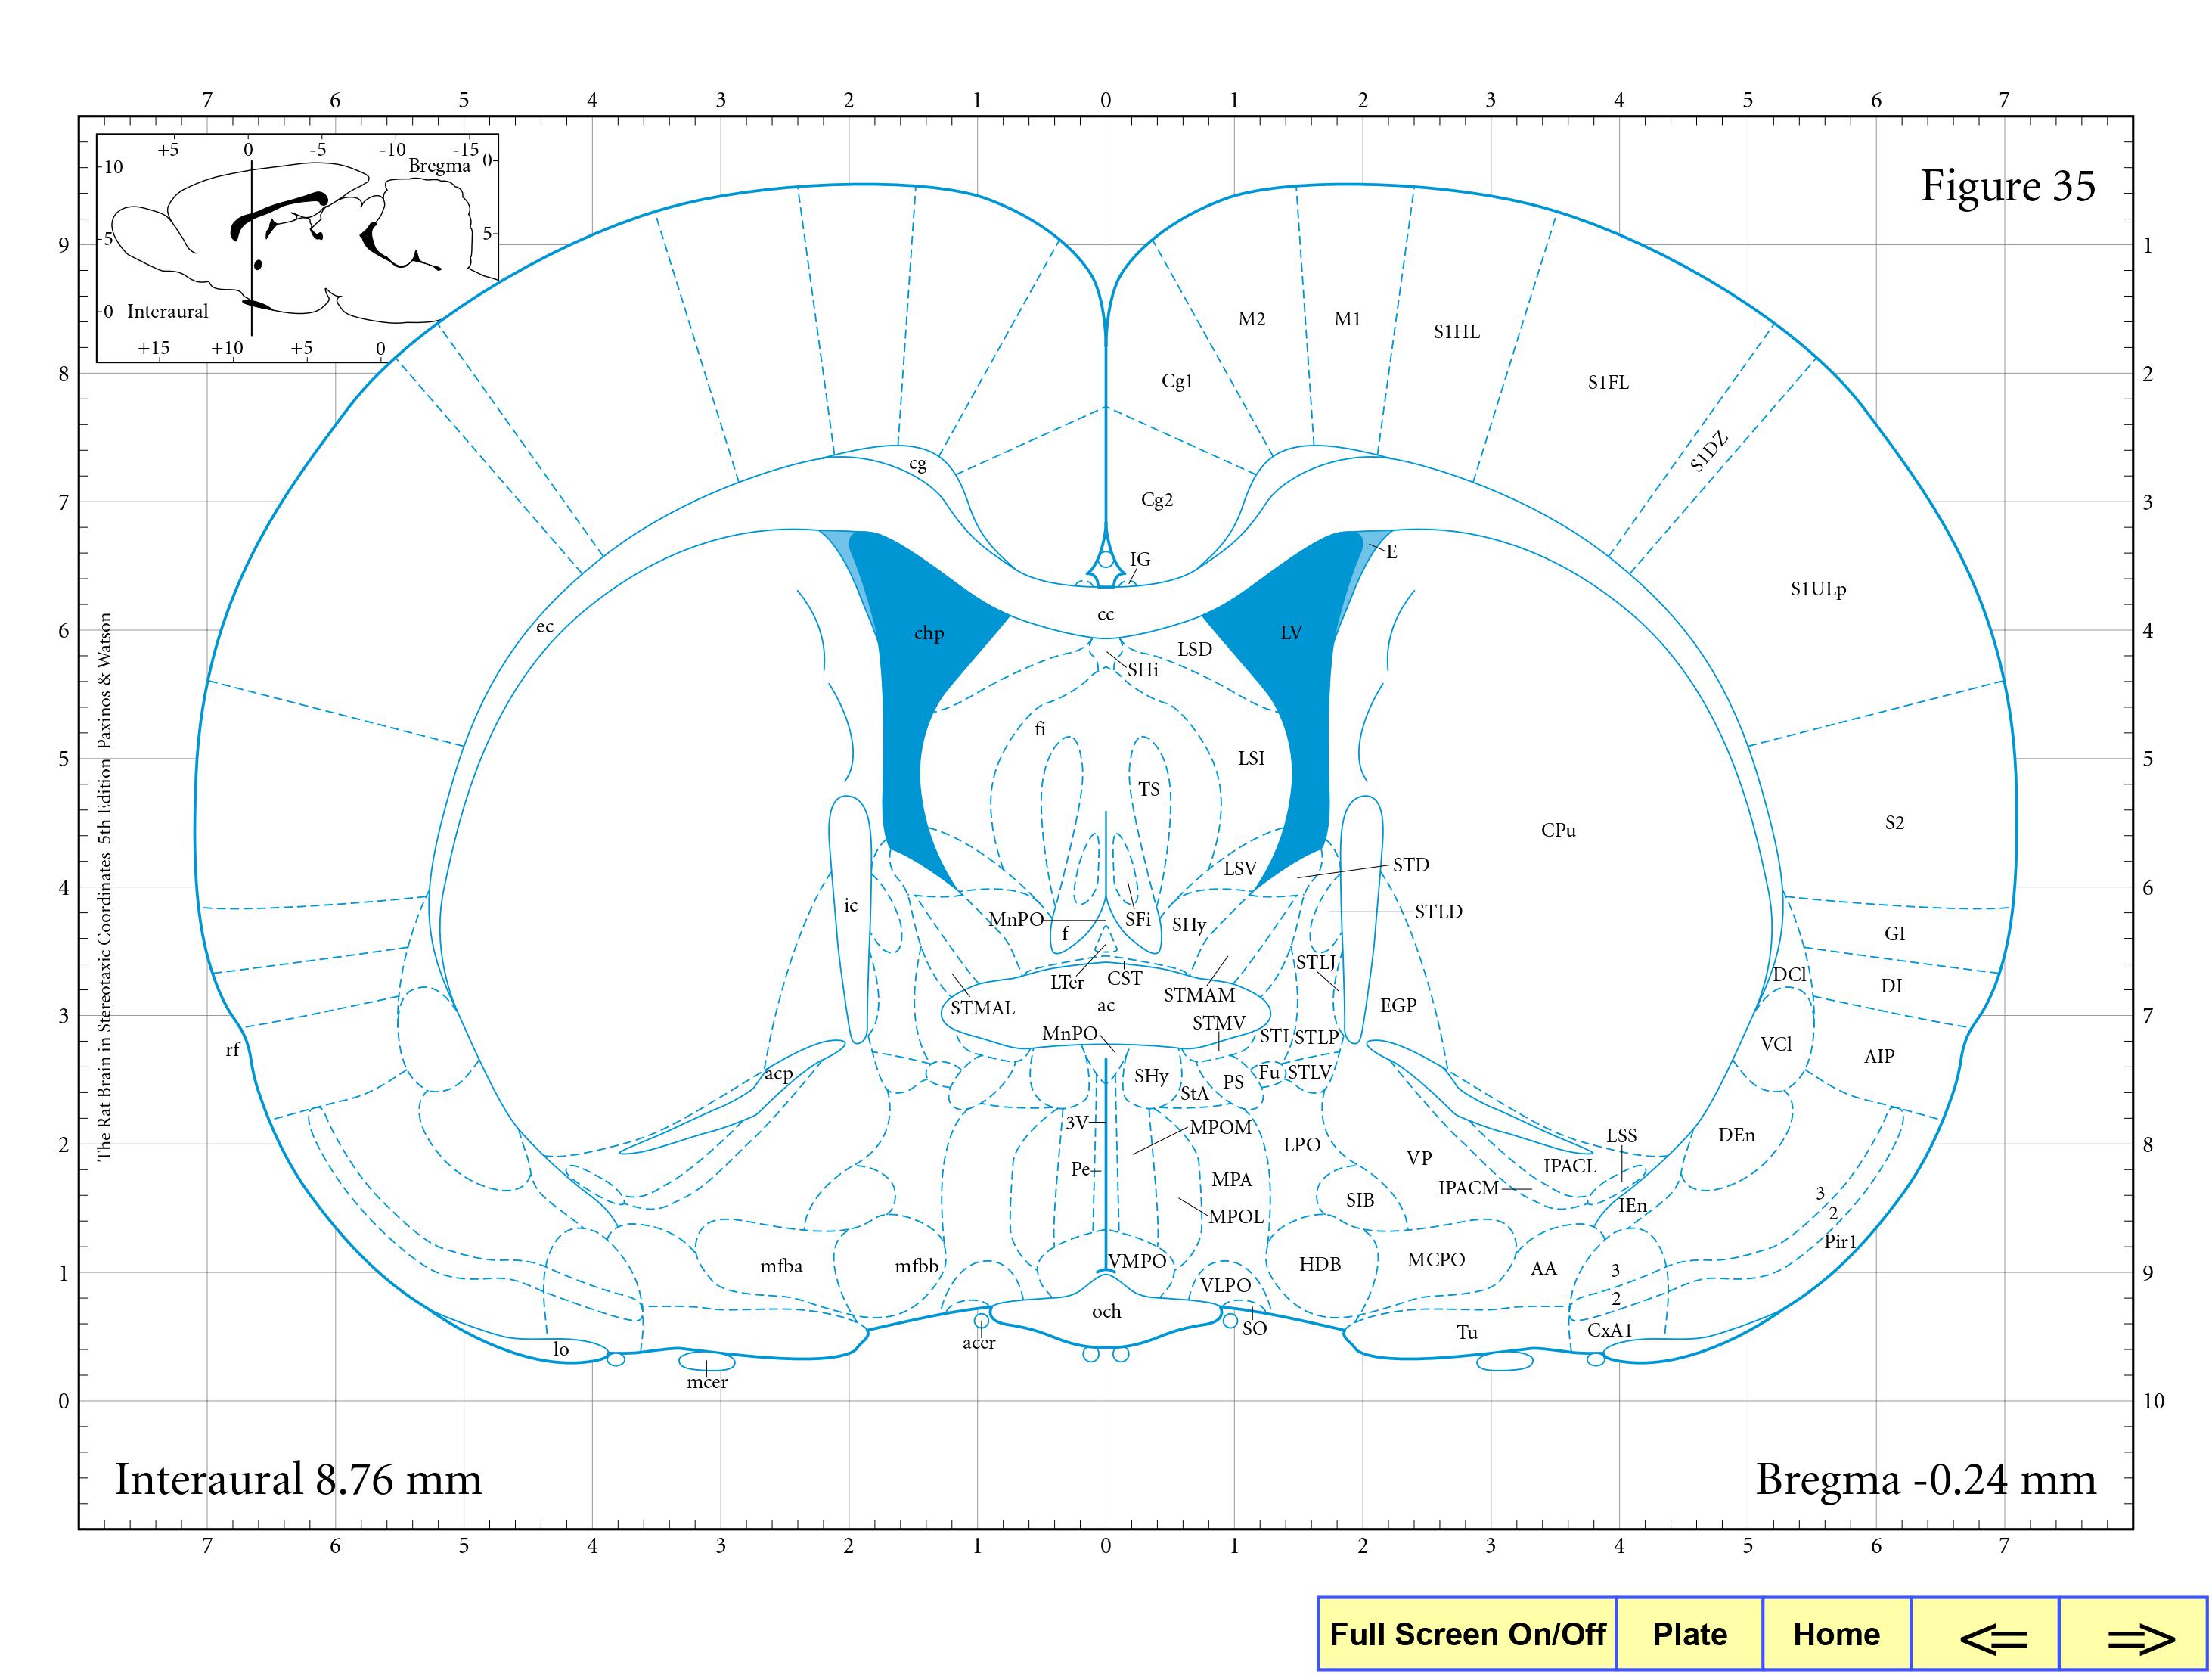 7 6 5 4 3 2 1 0 1 2 3 4 5 6 7
+5 0 -5 -10 -15
Bregma
0
10
5
5
0
Interaural
+15 +10 +5 0
Figure 35
9
8
7
6
5
4
3
2
1
0
1
2
3
4
5
6
7
8
9
10
The Rat Brain in Stereotaxic Coordinates 5th Edition Paxinos & Watson
M2
M1
S1HL
Cg1
S1FL
S1DZ
cg
Cg2
IG
E
S1ULp
cc
ec
chp
LV
LSD
SHi
fi
LSI
TS
CPu
S2
LSV
STD
ic
MnPO
f
SFi
SHy
STLD
GI
LTer
CST
STLJ
DCl
DI
STMAL
ac
STMAM
EGP
MnPO
STMV
STI
STLP
VCl
AIP
rf
acp
SHy
StA
PS
Fu
STLV
3V
MPOM
LPO
VP
LSS
DEn
IPACL
Pe
MPA
IPACM
SIB
IEn
3
2
Pir1
MPOL
mfba
mfbb
VMPO
VLPO
HDB
MCPO
AA
3
2
och
SO
acer
Tu
CxA1
lo
mcer
Interaural 8.76 mm
Bregma -0.24 mm
7 6 5 4 3 2 1 0 1 2 3 4 5 6 7
Full Screen On/Off Plate Home <= =>